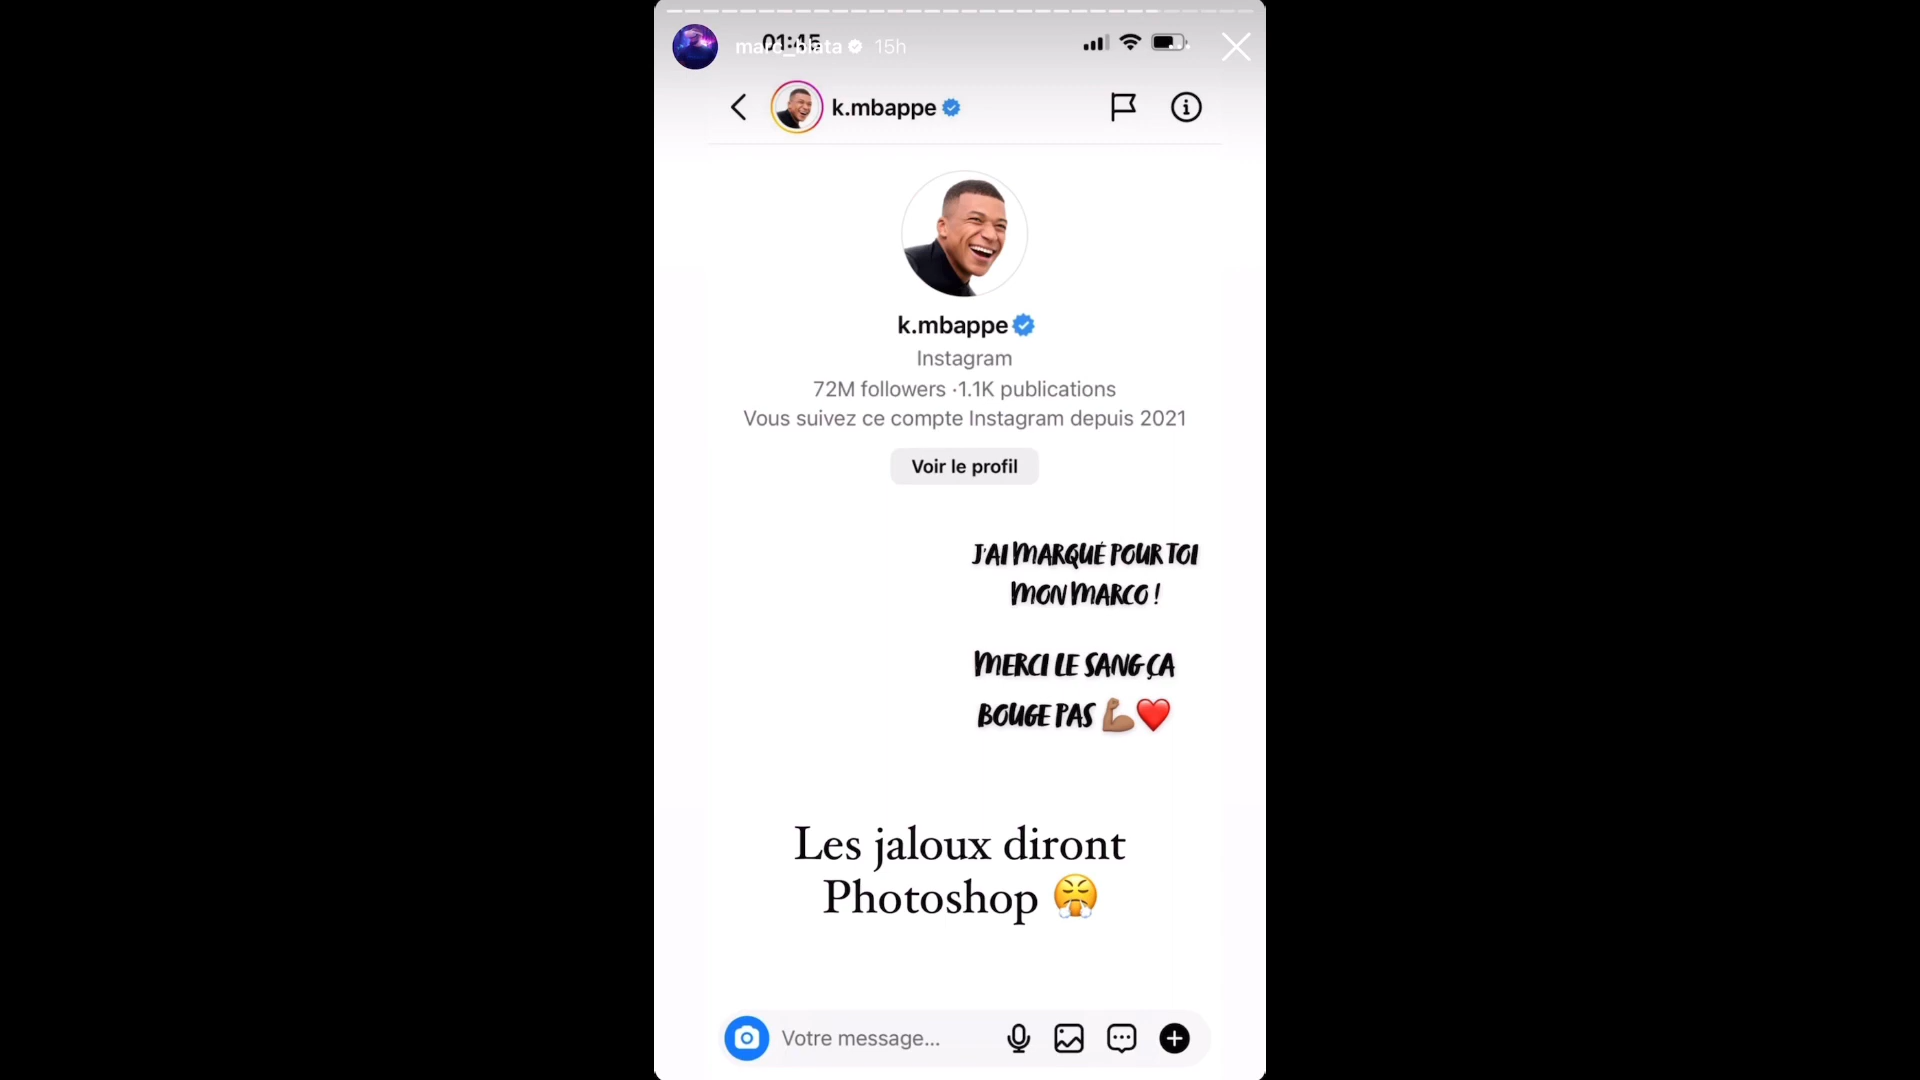 marc_blata 15h
01:45
k.mbappe
k.mbappe
Instagram
72M followers ·1.1K publications
Vous suivez ce compte Instagram depuis 2021
Voir le profil
J'AI MARQUÉ POUR TOI
MON MARCO !
MERCI LE SANG ÇA
BOUGE PAS 💪🏽❤️
Les jaloux diront
Photoshop 😤
Votre message...